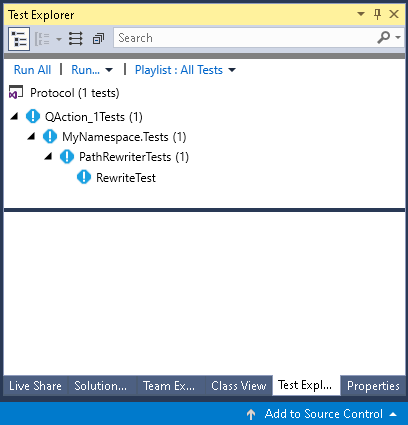 Test Explorer
Search
Run All | Run... | Playlist : All Tests
Protocol (1 tests)
QAction_1Tests (1)
MyNamespace.Tests (1)
PathRewriterTests (1)
RewriteTest
Live Share Solution... Team Ex... Class View Test Expl... Properties
Add to Source Control